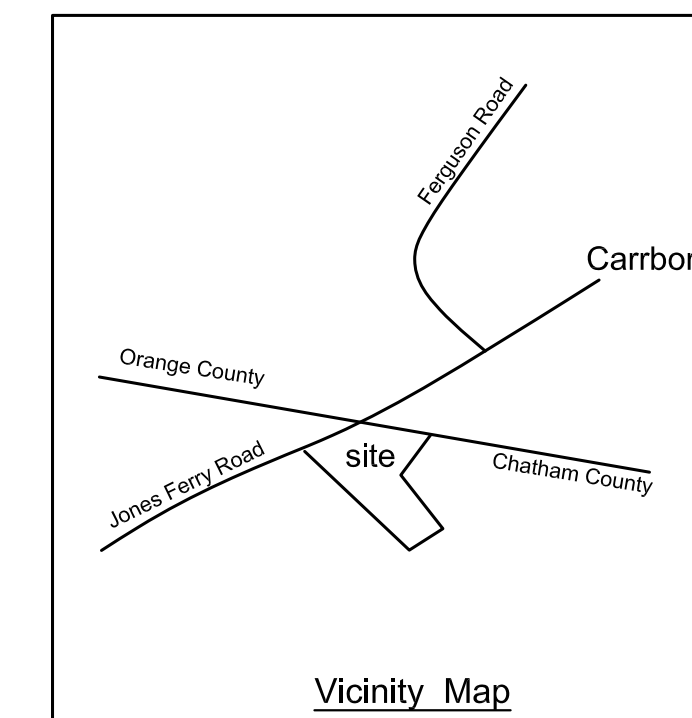 Ferguson Road
Carrbor
Orange County
Jones Ferry Road
site
Chatham County
Vicinity Map